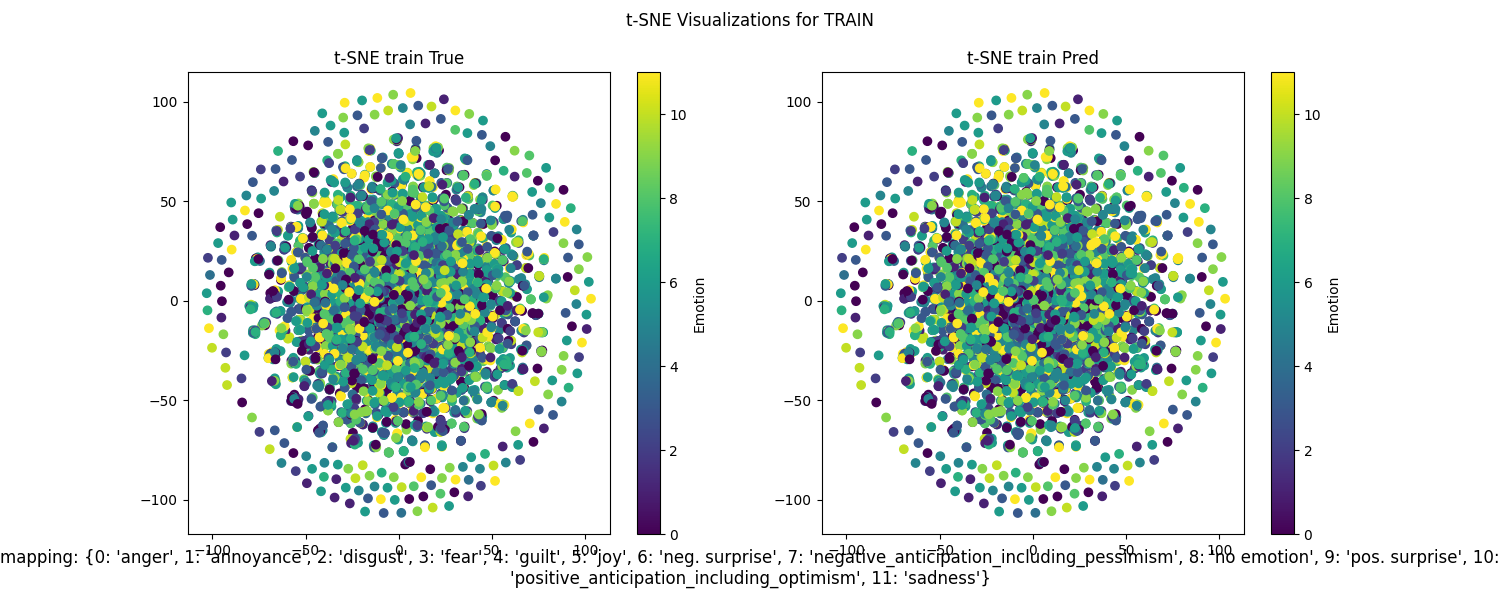 t-SNE Visualizations for TRAIN
t-SNE train True
100
50
0
−50
−100
−100 −50 0 50 100
10
8
6
4
2
0
Emotion
t-SNE train Pred
100
50
0
−50
−100
−100 −50 0 50 100
10
8
6
4
2
0
Emotion
mapping: {0: 'anger', 1: 'annoyance', 2: 'disgust', 3: 'fear', 4: 'guilt', 5: 'joy', 6: 'neg. surprise', 7: 'negative_anticipation_including_pessimism', 8: 'no emotion', 9: 'pos. surprise', 10:
'positive_anticipation_including_optimism', 11: 'sadness'}